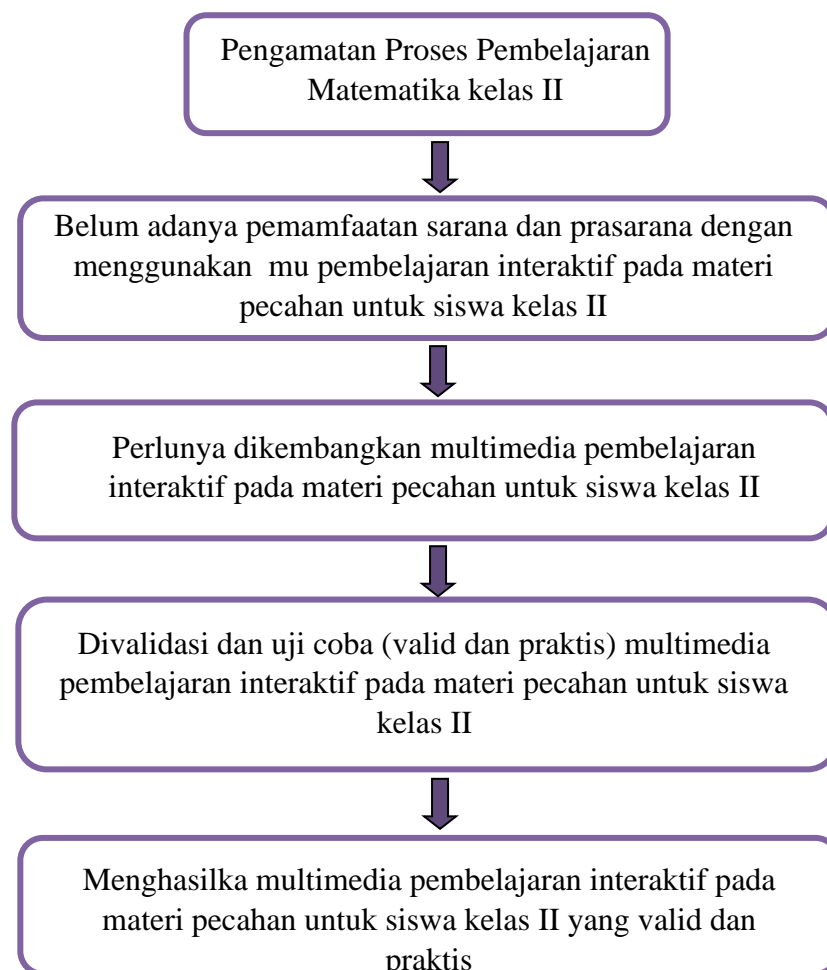 Pengamatan Proses Pembelajaran
Matematika kelas II
Belum adanya pemamfaatan sarana dan prasarana dengan
menggunakan  mu pembelajaran interaktif pada materi
pecahan untuk siswa kelas II
Perlunya dikembangkan multimedia pembelajaran
interaktif pada materi pecahan untuk siswa kelas II
Divalidasi dan uji coba (valid dan praktis) multimedia
pembelajaran interaktif pada materi pecahan untuk siswa
kelas II
Menghasilka multimedia pembelajaran interaktif pada
materi pecahan untuk siswa kelas II yang valid dan
praktis